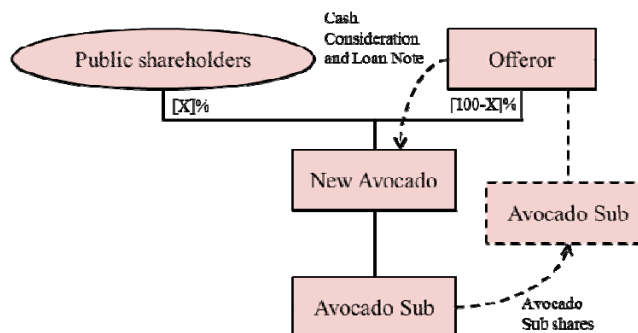 Cash
Consideration
and Loan Note
Public shareholders
Offeror
[X]%
[100-X]%
New Avocado
Avocado Sub
Avocado Sub
Avocado
Sub shares